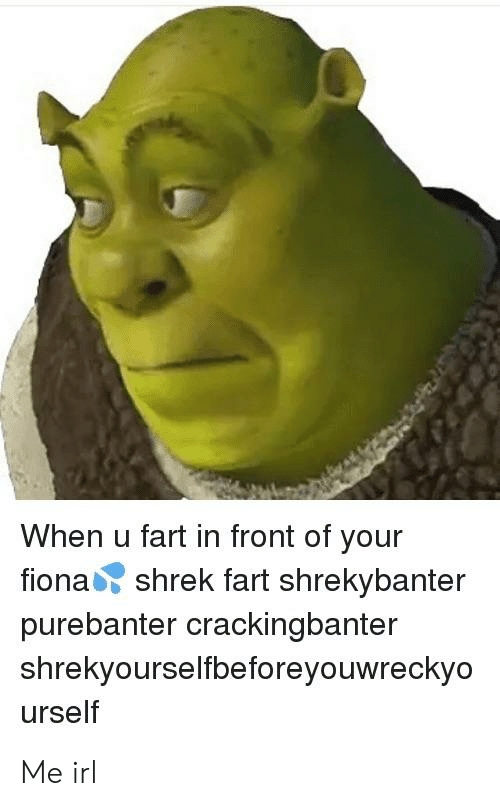 When u fart in front of your
fiona💦 shrek fart shrekybanter
purebanter crackingbanter
shrekyourselfbeforeyouwreckyo
urself
Me irl